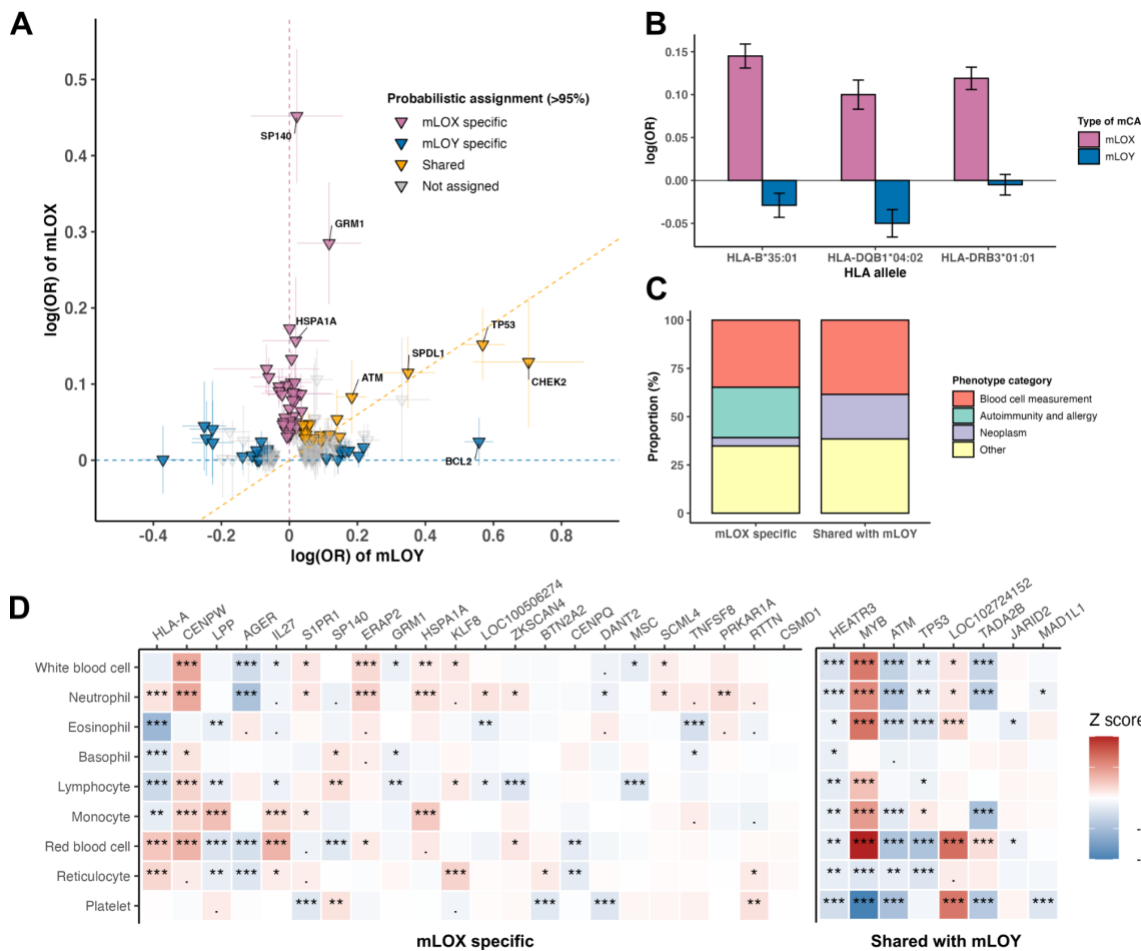 A
log(OR) of mLOX
0.5
0.4
0.3
0.2
0.1
0
-0.4
-0.2
0
0.2
0.4
0.6
0.8
log(OR) of mLOY
Probabilistic assignment (>95%)
mLOX specific
mLOY specific
Shared
Not assigned
SP140
GRM1
HSPA1A
TP53
SPDL1
ATM
CHEK2
BCL2
B
log(OR)
0.15
0.10
0.05
0.00
-0.05
HLA-B*35:01
HLA-DQB1*04:02
HLA-DRB3*01:01
HLA allele
Type of mCA
mLOX
mLOY
C
Proportion (%)
100
75
50
25
0
mLOX specific
Shared with mLOY
Phenotype category
Blood cell measurement
Autoimmunity and allergy
Neoplasm
Other
D
HLA-A CENPW LPP AGER IL27 S1PR1 SP140 ERAP2 GRM1 HSPA1A KLF8 LOC100506274 ZKSCAN4 BTN2A2 CENPQ DANT2 MSC SCML4 TNFSF8 PRKAR1A RTTN CSMD1 HEATR3 MYB ATM TP53 LOC102724152 TADA2B JARID2 MAD1L1
White blood cell *** *** * * *** * ** * . * * *** *** *** ** * ***
Neutrophil *** *** *** * . *** *** * * * * ** . *** *** *** ** * *** *
Eosinophil *** ** . . . ** . *** . . * *** *** *** *** *
Basophil *** * * . * * * .
Lymphocyte *** *** ** * ** ** * * *** *** ** *** *
Monocyte ** *** *** *** * *** . . ** *** *** * ***
Red blood cell *** *** *** *** *** . *** * . * ** ** *** *** *** *** *** *
Reticulocyte *** . ** *** * . *** * ** * ** *** ** *** .
Platelet . *** ** . *** *** ** *** *** *** *** *** ***
mLOX specific
Shared with mLOY
Z score
-
-